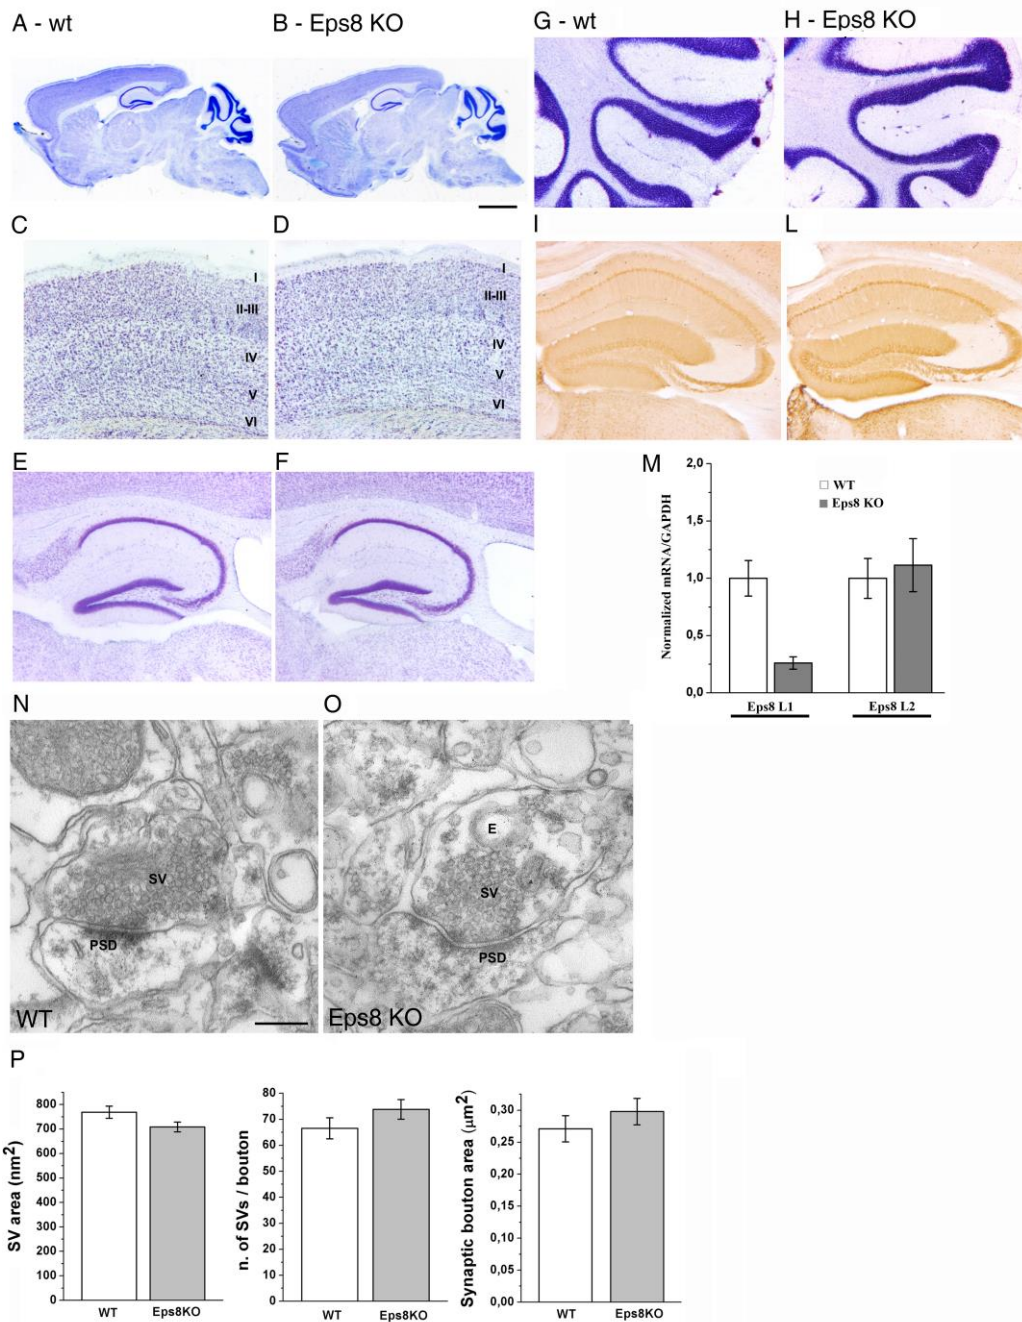 A - wt
B - Eps8 KO
G - wt
H - Eps8 KO
C
D
I
II-III
IV
V
VI
I
II-III
IV
V
VI
I
L
E
F
M
Normalized mRNA/GAPDH
2,0
1,5
1,0
0,5
0,0
WT
Eps8 KO
Eps8 L1
Eps8 L2
N
O
SV
PSD
WT
E
SV
PSD
Eps8 KO
P
SV area (nm²)
800
700
600
500
400
300
200
100
0
WT
Eps8KO
n. of SVs / bouton
80
70
60
50
40
30
20
10
0
WT
Eps8KO
Synaptic bouton area (μm²)
0,30
0,25
0,20
0,15
0,10
0,05
0,00
WT
Eps8KO